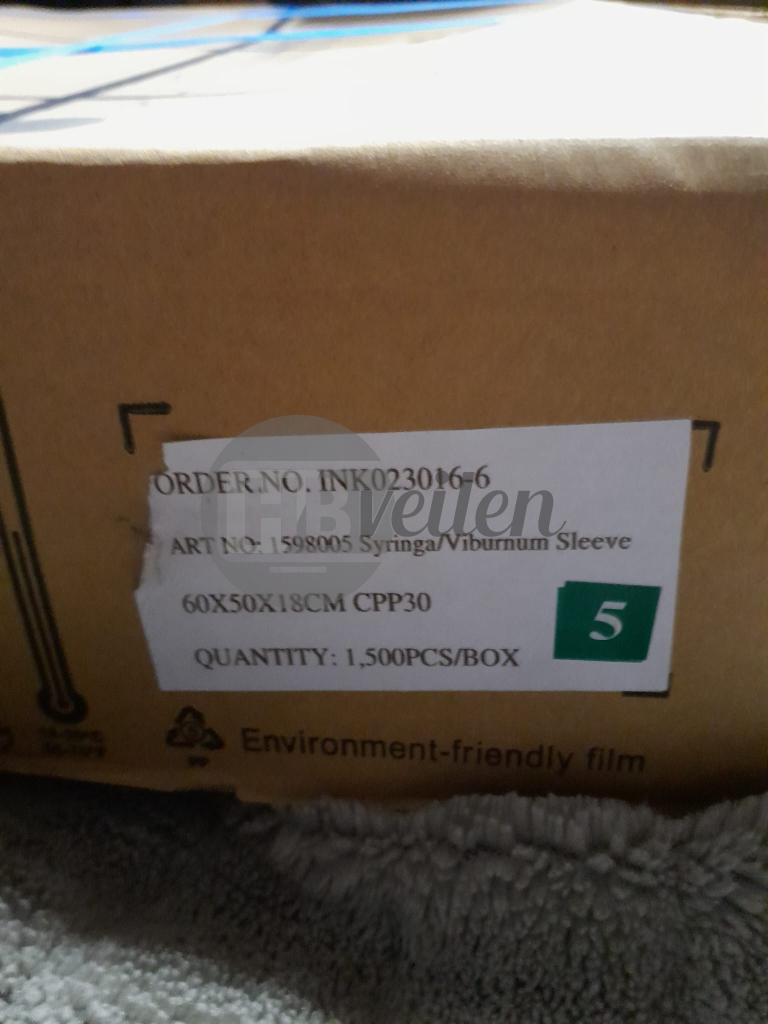 ORDER.NO. INK023016-6
HBveilen
ART NO: 1598005 Syringa/Viburnum Sleeve
60X50X18CM CPP30
5
QUANTITY: 1,500PCS/BOX
PP
Environment-friendly film